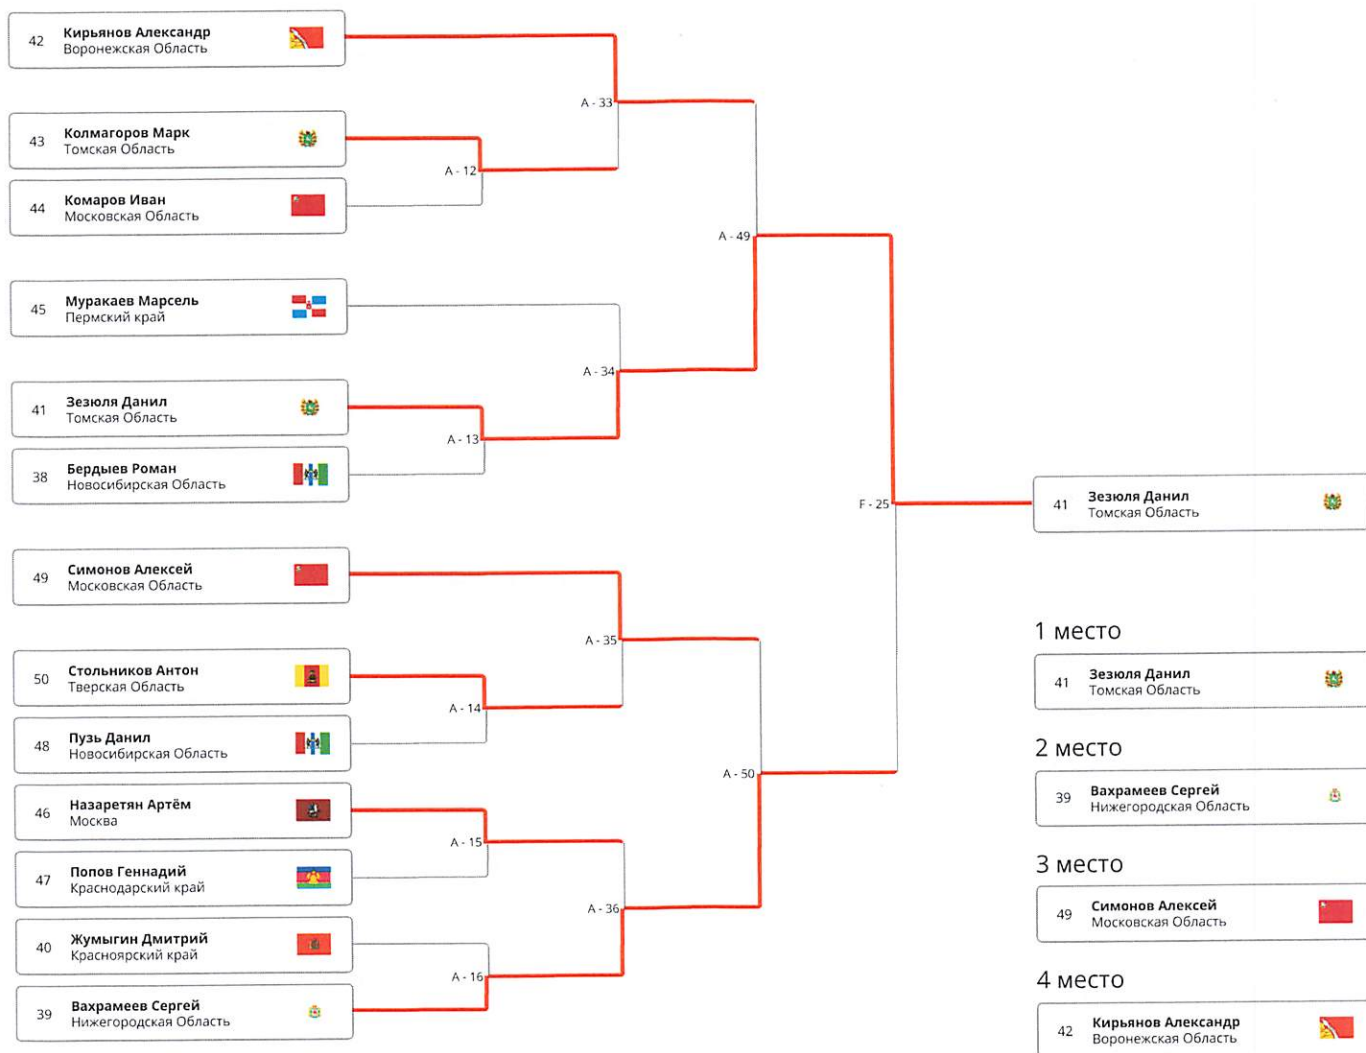 42 Кирьянов Александр
Воронежская Область
A - 33
43 Колмагоров Марк
Томская Область
A - 12
44 Комаров Иван
Московская Область
A - 49
45 Муракаев Марсель
Пермский край
A - 34
41 Зезюля Данил
Томская Область
A - 13
38 Бердыев Роман
Новосибирская Область
F - 25
41 Зезюля Данил
Томская Область
49 Симонов Алексей
Московская Область
A - 35
50 Стольников Антон
Тверская Область
A - 14
48 Пузь Данил
Новосибирская Область
A - 50
46 Назаретян Артём
Москва
A - 15
47 Попов Геннадий
Краснодарский край
A - 36
40 Жумыгин Дмитрий
Красноярский край
A - 16
39 Вахрамеев Сергей
Нижегородская Область
1 место
41 Зезюля Данил
Томская Область
2 место
39 Вахрамеев Сергей
Нижегородская Область
3 место
49 Симонов Алексей
Московская Область
4 место
42 Кирьянов Александр
Воронежская Область